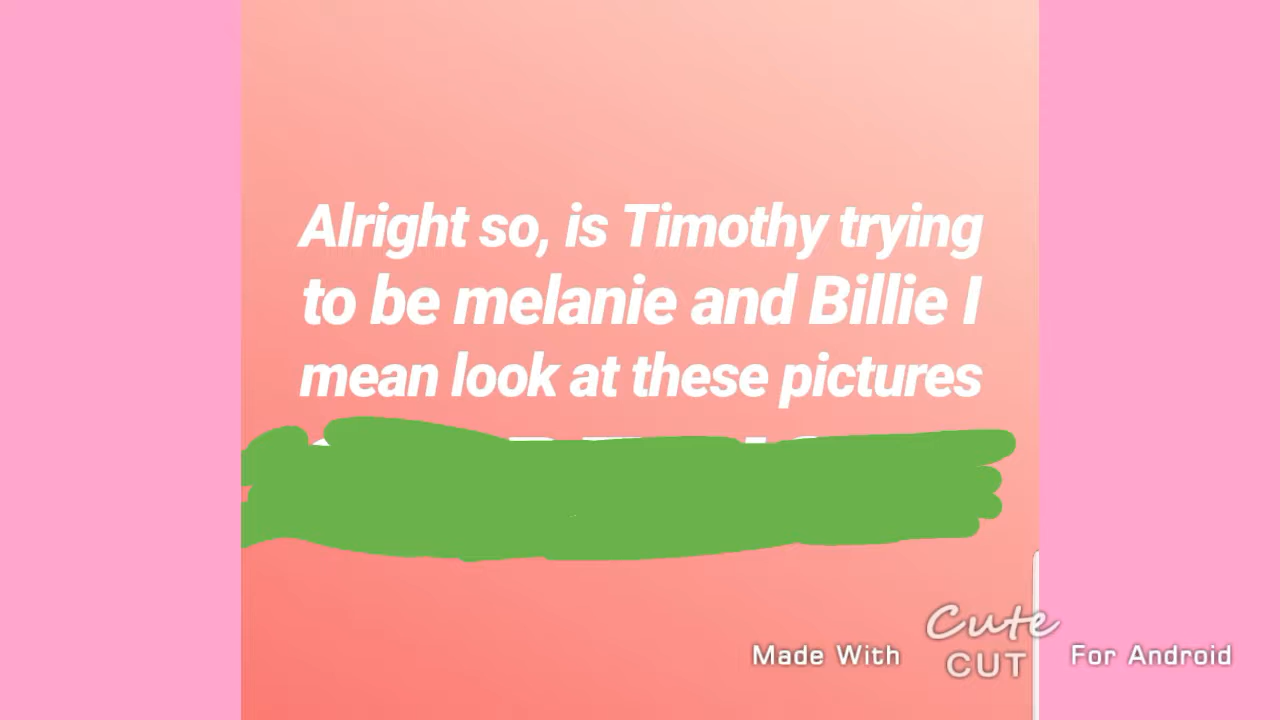 Alright so, is Timothy trying
to be melanie and Billie I
mean look at these pictures
Made With Cute CUT For Android